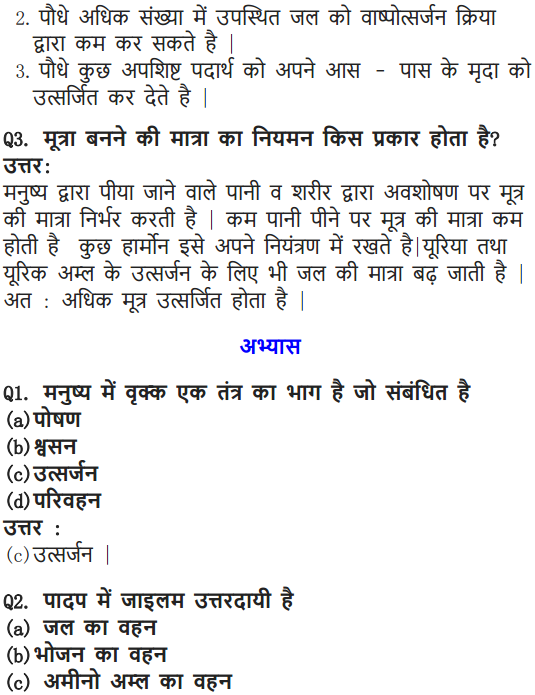 2. पौधे अधिक संख्या में उपस्थित जल को वाष्पोत्सर्जन क्रिया
द्वारा कम कर सकते है |
3. पौधे कुछ अपशिष्ट पदार्थ को अपने आस - पास के मृदा को
उत्सर्जित कर देते है |
Q3. मूत्रा बनने की मात्रा का नियमन किस प्रकार होता है?
उत्तर:
मनुष्य द्वारा पीया जाने वाले पानी व शरीर द्वारा अवशोषण पर मूत्र
की मात्रा निर्भर करती है | कम पानी पीने पर मूत्र की मात्रा कम
होती है कुछ हार्मोन इसे अपने नियंत्रण में रखते है|यूरिया तथा
यूरिक अम्ल के उत्सर्जन के लिए भी जल की मात्रा बढ़ जाती है |
अत : अधिक मूत्र उत्सर्जित होता है |
अभ्यास
Q1. मनुष्य में वृक्क एक तंत्र का भाग है जो संबंधित है
(a)पोषण
(b)श्वसन
(c)उत्सर्जन
(d)परिवहन
उत्तर :
(c)उत्सर्जन |
Q2. पादप में जाइलम उत्तरदायी है
(a) जल का वहन
(b)भोजन का वहन
(c) अमीनो अम्ल का वहन